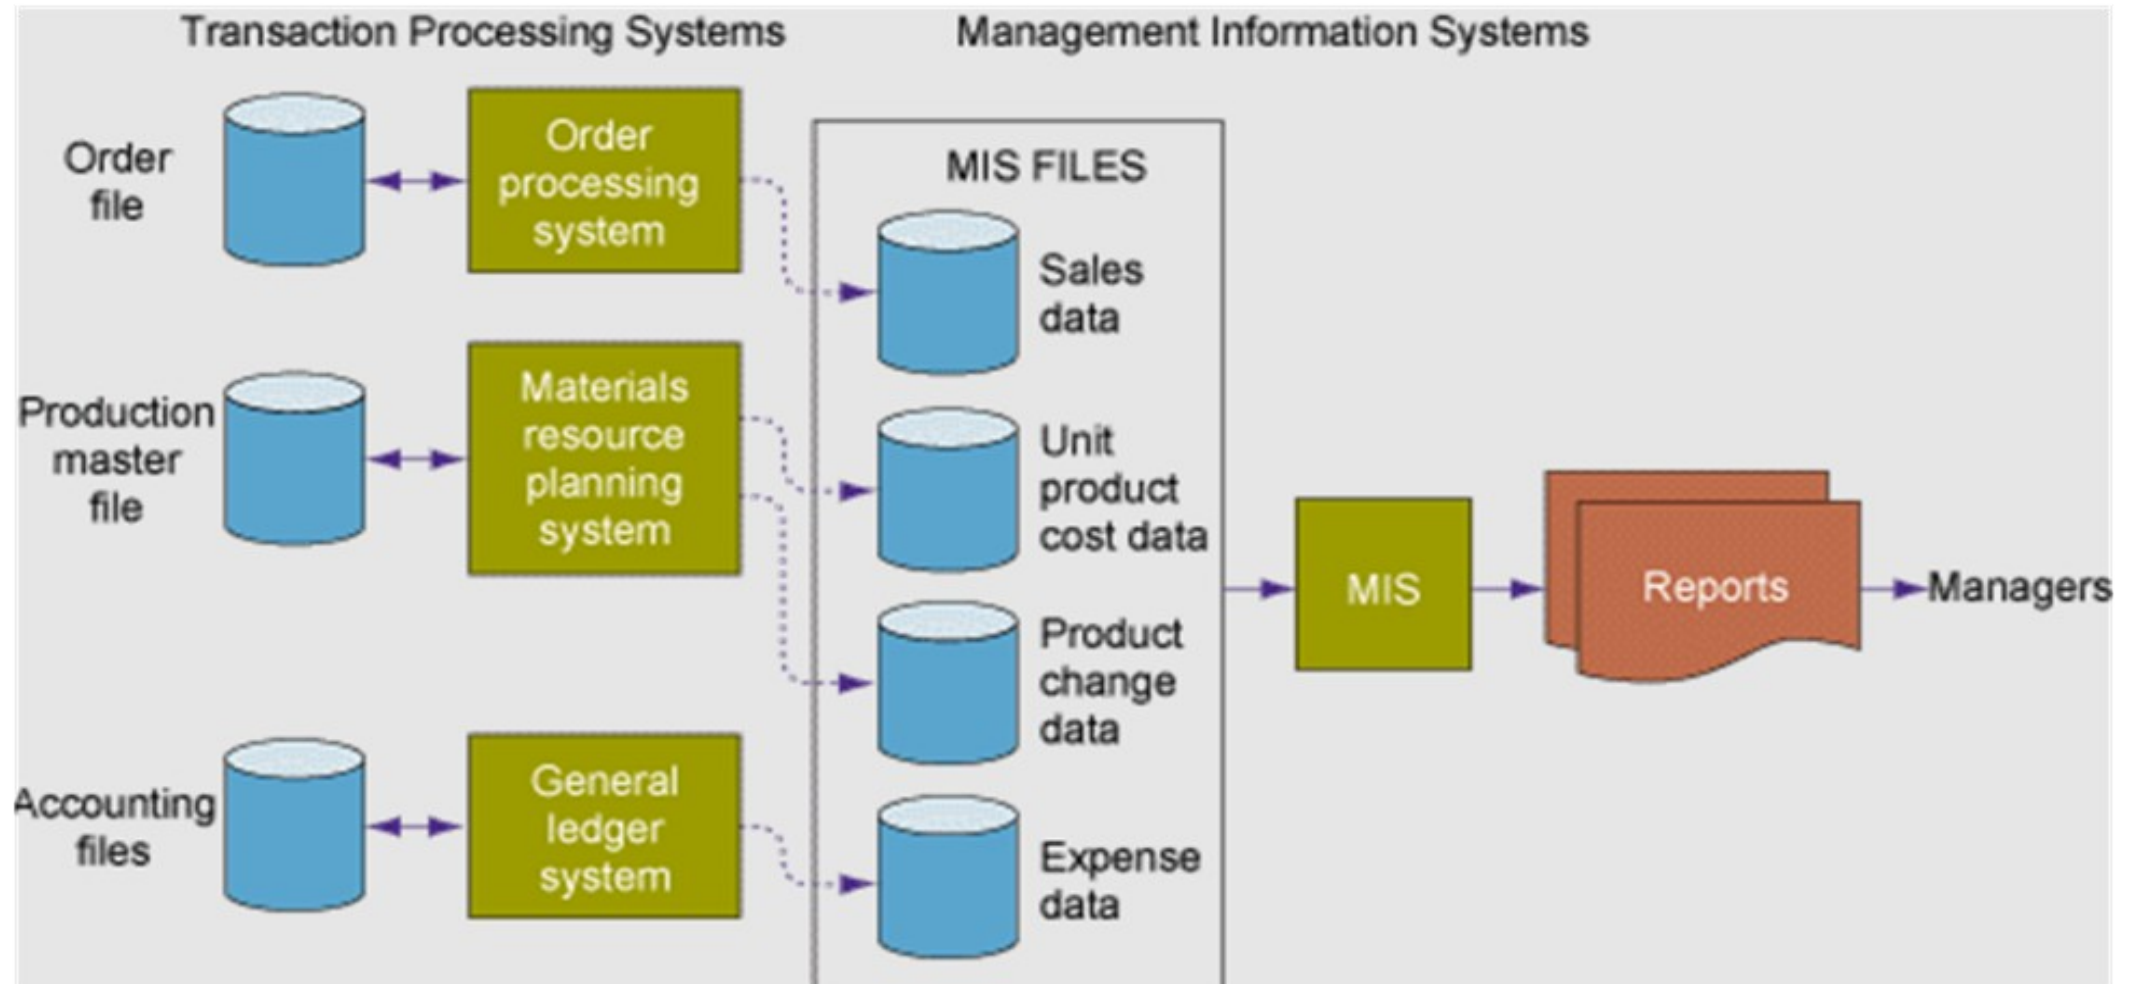 Transaction Processing Systems
Management Information Systems
Order
file
Order
processing
system
Production
master
file
Materials
resource
planning
system
Accounting
files
General
ledger
system
MIS FILES
Sales
data
Unit
product
cost data
Product
change
data
Expense
data
MIS
Reports
Managers